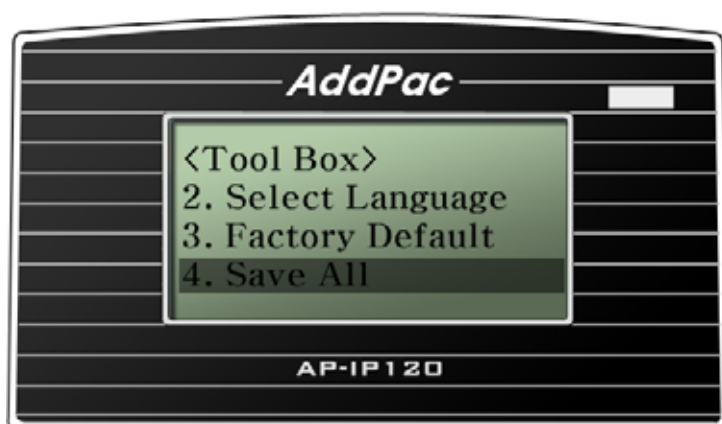 AddPac
<Tool Box>
2. Select Language
3. Factory Default
4. Save All
AP-IP120